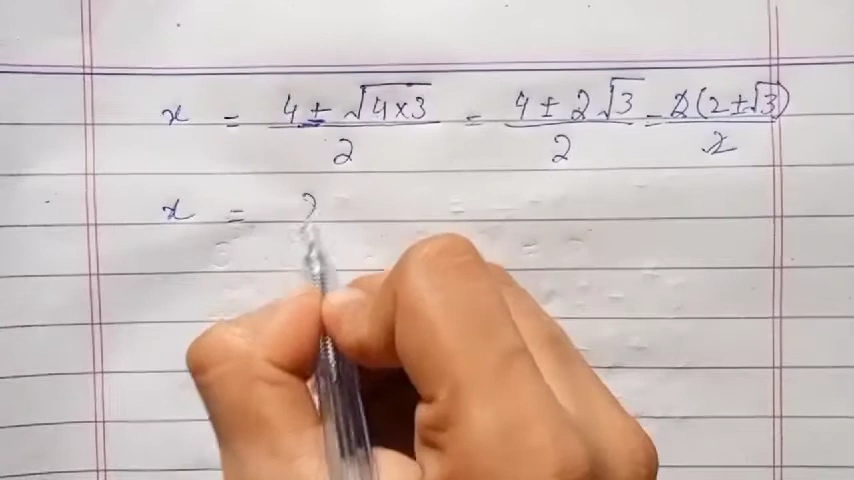 x = (4 ± √(4×3))/2 = (4 ± 2√3)/2 = 2(2 ± √3)/2
x = 2